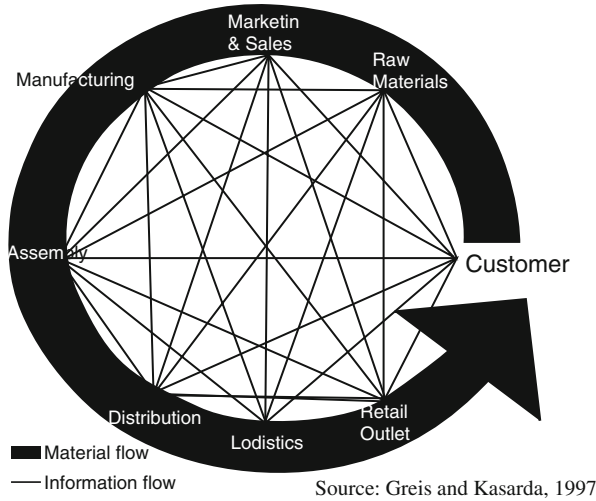 Marketin
& Sales
Raw
Materials
Manufacturing
Assembly
Customer
Distribution
Lodistics
Retail
Outlet
Material flow
Information flow
Source: Greis and Kasarda, 1997